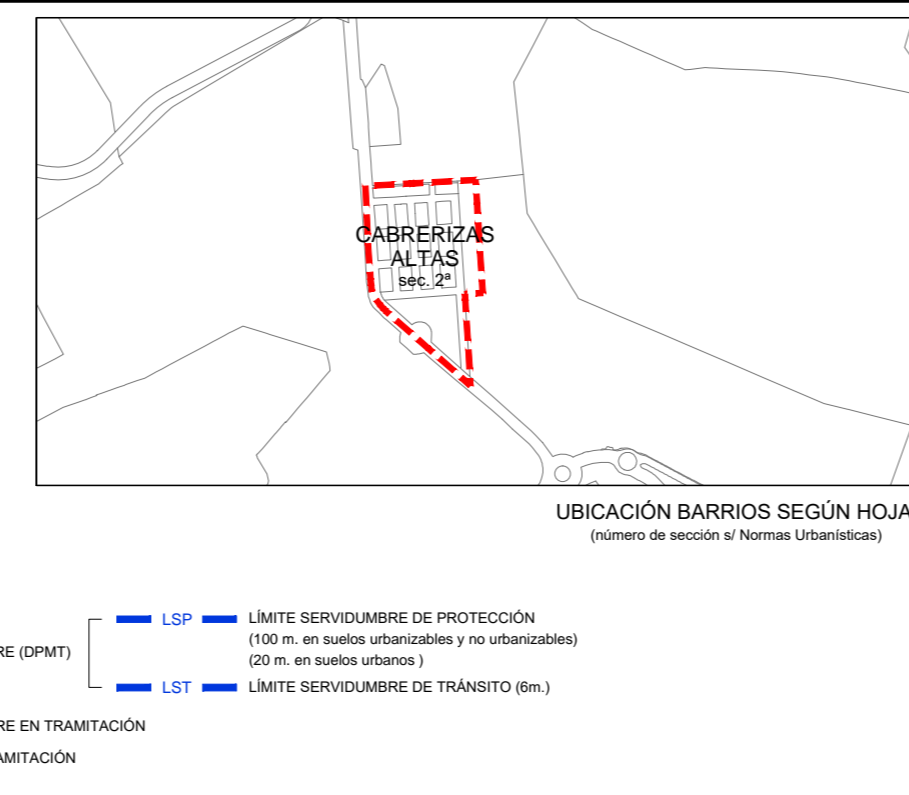 CABRERIZAS
ALTAS
sec. 2ª
UBICACIÓN BARRIOS SEGÚN HOJA
(número de sección s/ Normas Urbanísticas)
LSP LÍMITE SERVIDUMBRE DE PROTECCIÓN
(100 m. en suelos urbanizables y no urbanizables)
RE (DPMT)
(20 m. en suelos urbanos )
LST LÍMITE SERVIDUMBRE DE TRÁNSITO (6m.)
RE EN TRAMITACIÓN
AMITACIÓN